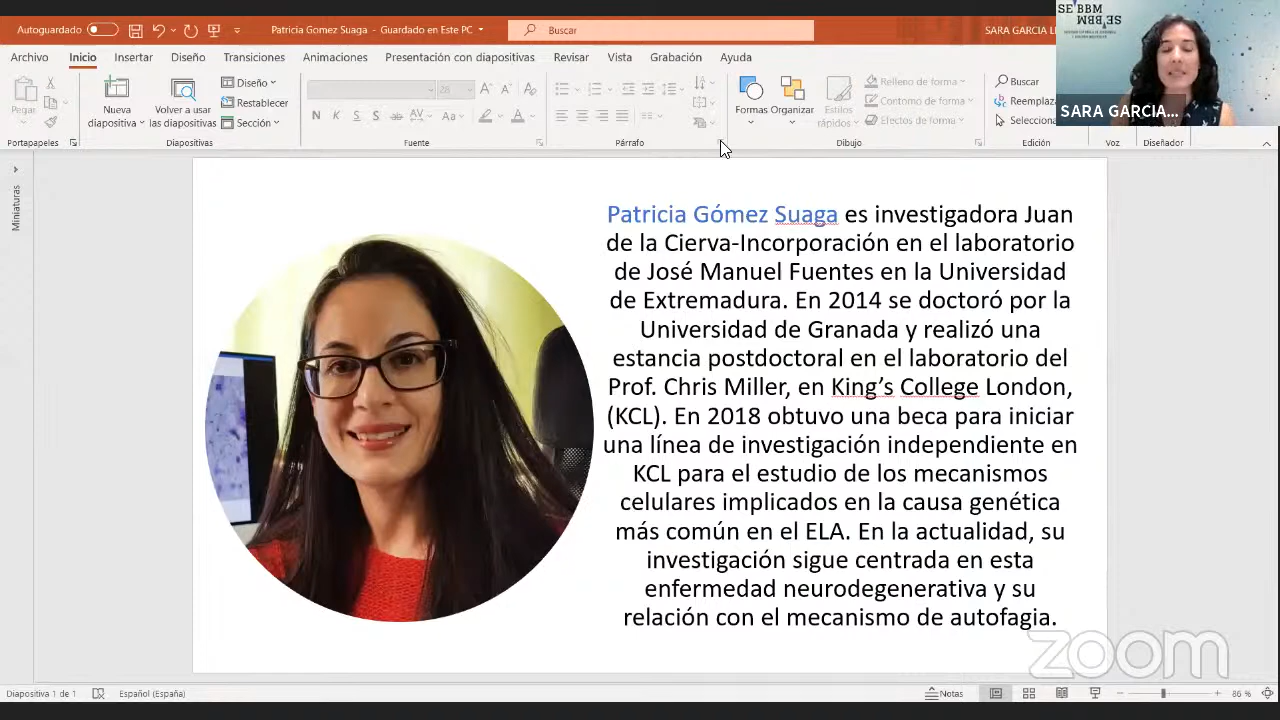 Autoguardado
Patricia Gomez Suaga - Guardado en Este PC
Buscar
SARA GARCIA
SE BBM
SARA GARCIA...
Archivo Inicio Insertar Diseño Transiciones Animaciones Presentación con diapositivas Revisar Vista Grabación Ayuda
Pegar
Nueva diapositiva
Volver a usar las diapositivas
Diseño
Restablecer
Sección
Formas Organizar Estilos rápidos
Relleno de forma
Contorno de forma
Efectos de forma
Buscar
Reemplaza
Selecciona
Portapapeles Diapositivas Fuente Párrafo Dibujo Edición Voz Diseñador
Miniaturas
Patricia Gómez Suaga es investigadora Juan
de la Cierva-Incorporación en el laboratorio
de José Manuel Fuentes en la Universidad
de Extremadura. En 2014 se doctoró por la
Universidad de Granada y realizó una
estancia postdoctoral en el laboratorio del
Prof. Chris Miller, en King's College London,
(KCL). En 2018 obtuvo una beca para iniciar
una línea de investigación independiente en
KCL para el estudio de los mecanismos
celulares implicados en la causa genética
más común en el ELA. En la actualidad, su
investigación sigue centrada en esta
enfermedad neurodegenerativa y su
relación con el mecanismo de autofagia.
zoom
Diapositiva 1 de 1 Español (España) Notas 86 %